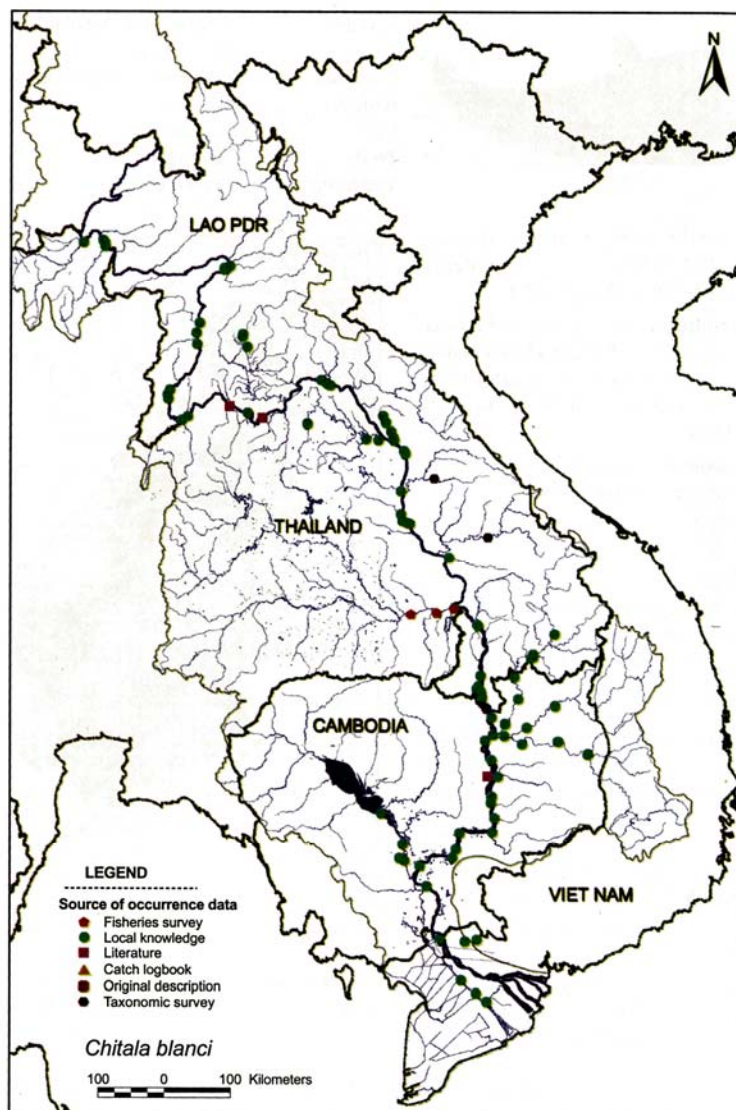 N
LAO PDR
THAILAND
CAMBODIA
VIET NAM
LEGEND
Source of occurrence data
Fisheries survey
Local knowledge
Literature
Catch logbook
Original description
Taxonomic survey
Chitala blanci
100 0 100 Kilometers